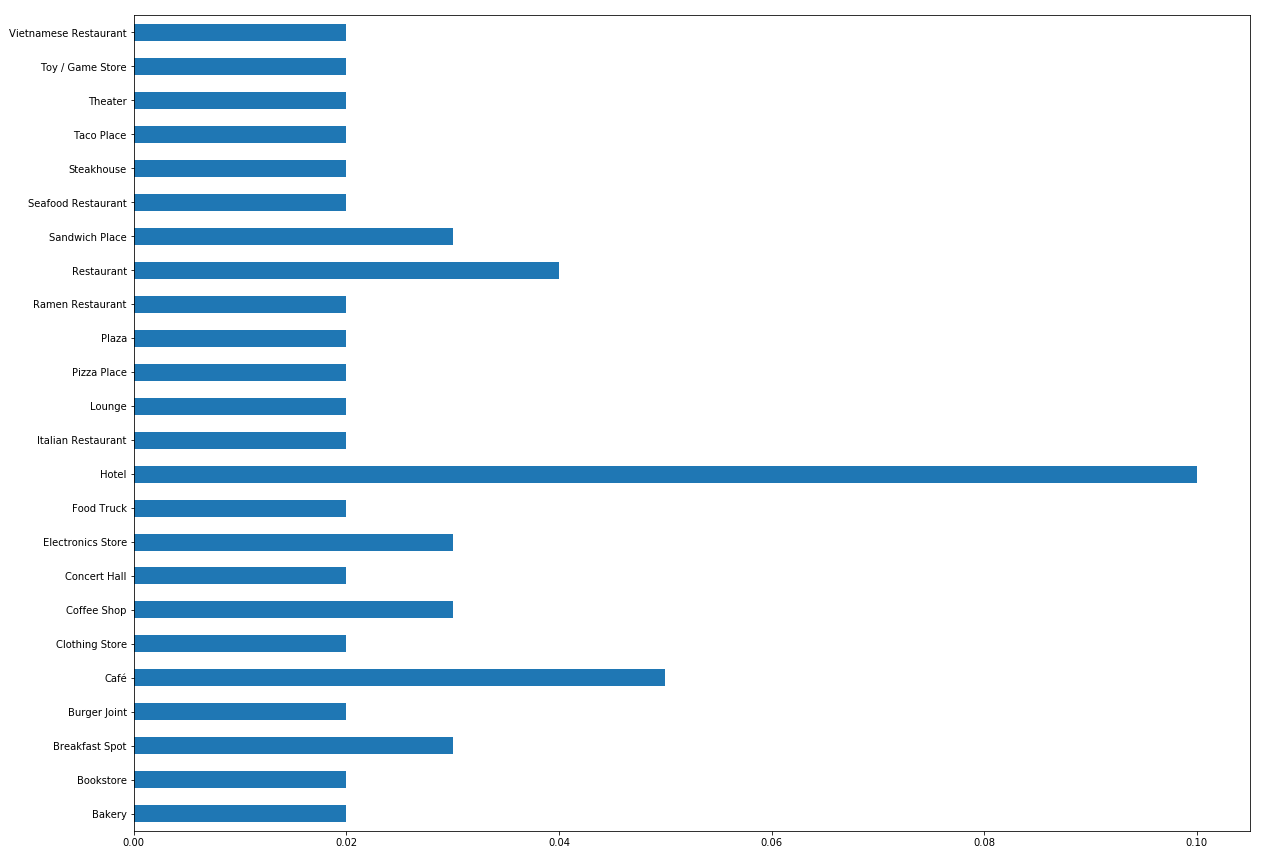 Vietnamese Restaurant
Toy / Game Store
Theater
Taco Place
Steakhouse
Seafood Restaurant
Sandwich Place
Restaurant
Ramen Restaurant
Plaza
Pizza Place
Lounge
Italian Restaurant
Hotel
Food Truck
Electronics Store
Concert Hall
Coffee Shop
Clothing Store
Café
Burger Joint
Breakfast Spot
Bookstore
Bakery
0.00 0.02 0.04 0.06 0.08 0.10